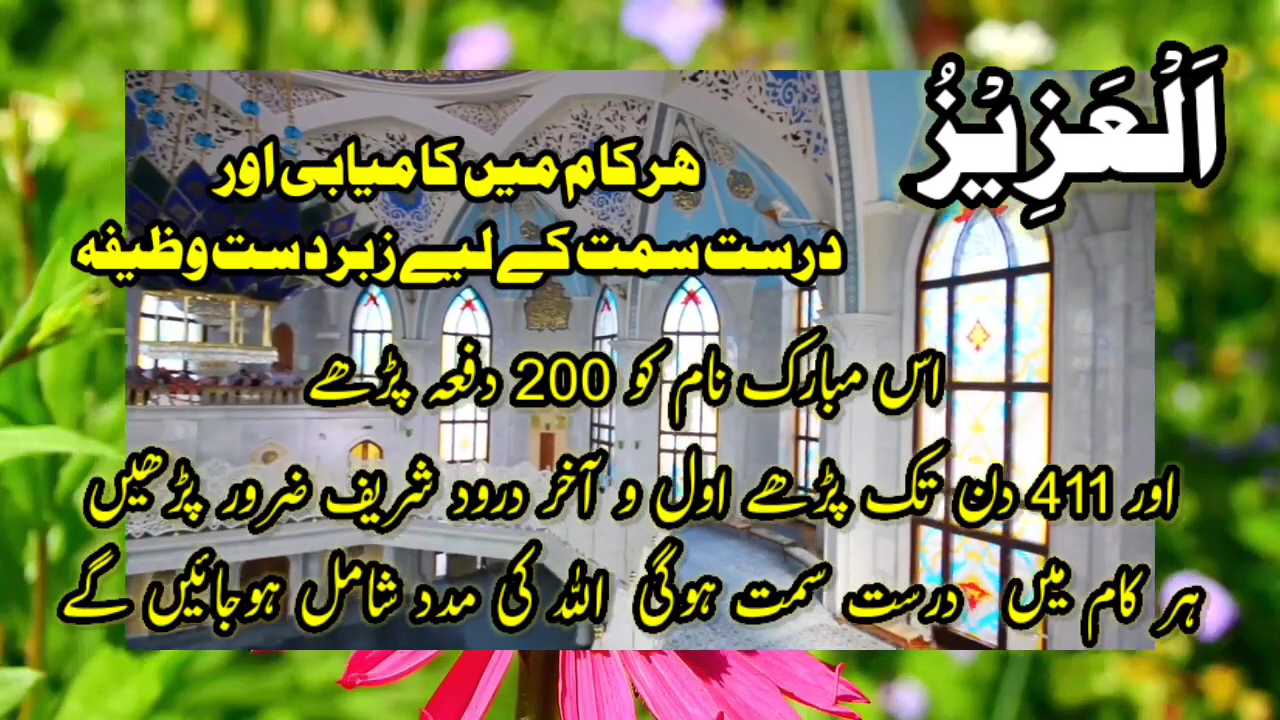 اَلْعَزِیْزُ
ھر کام میں کامیابی اور
درست سمت کے لیے زبردست وظیفہ
اس مبارک نام کو 200 دفعہ پڑھے
اور 411 دن تک پڑھے اول و آخر درود شریف ضرور پڑھیں
ہر کام میں درست سمت ہوگی اللہ کی مدد شامل ہوجائیں گے